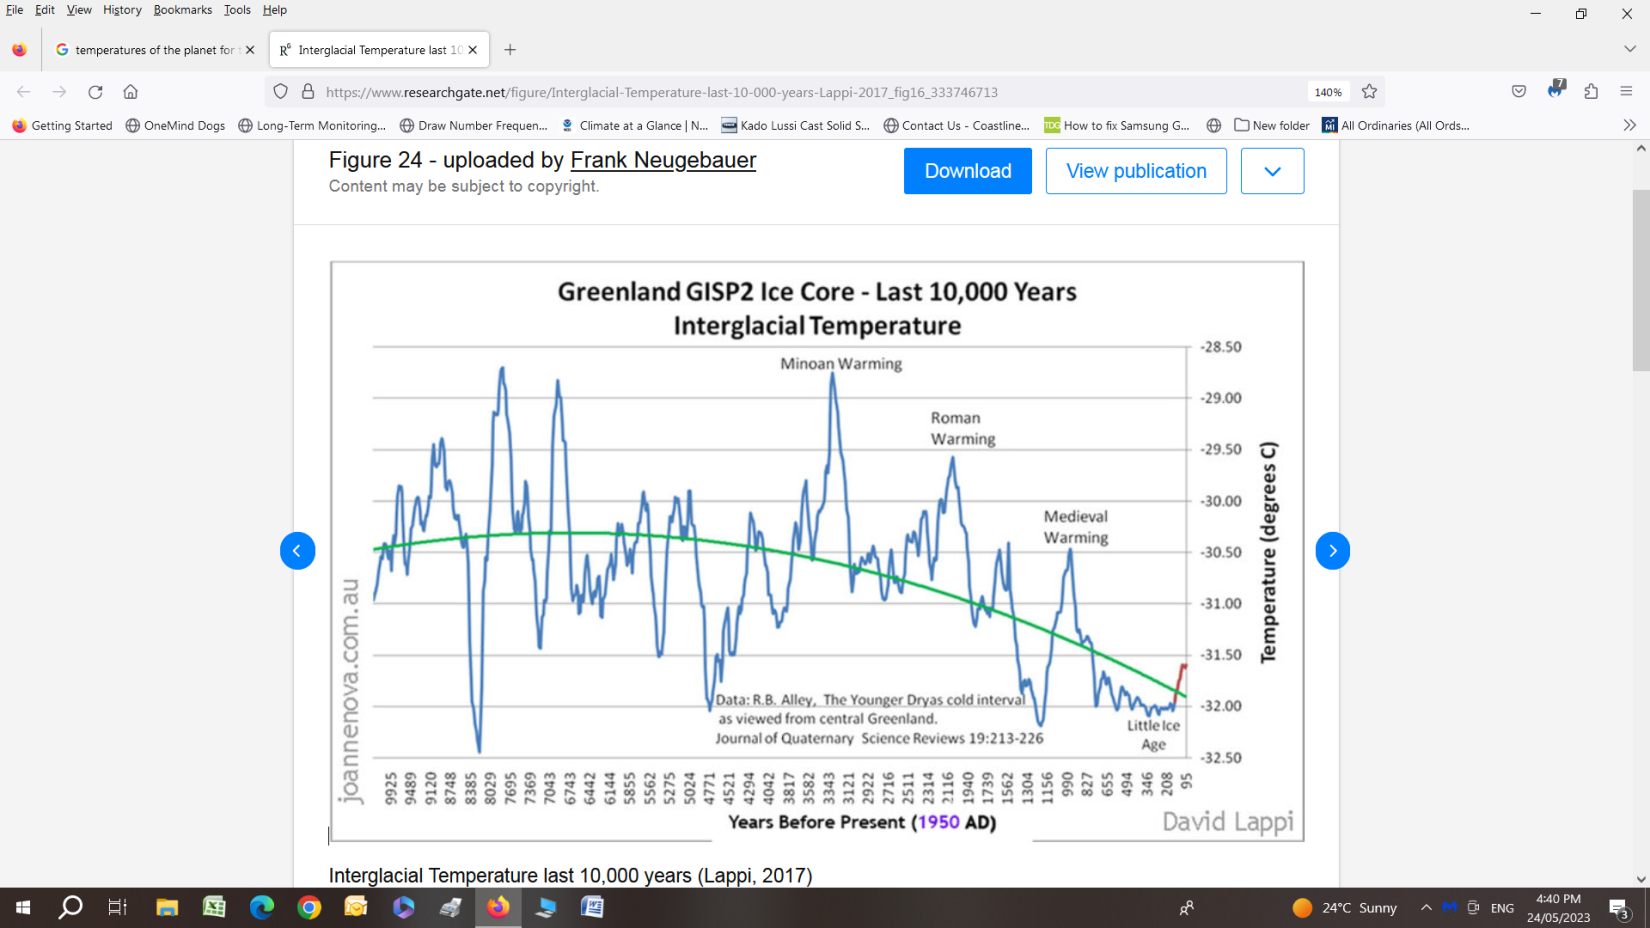 File Edit View History Bookmarks Tools Help
temperatures of the planet for t
Interglacial Temperature last 10
https://www.researchgate.net/figure/Interglacial-Temperature-last-10-000-years-Lappi-2017_fig16_333746713
140%
7
Getting Started OneMind Dogs Long-Term Monitoring... Draw Number Frequen... Climate at a Glance | N... Kado Lussi Cast Solid S... Contact Us - Coastline... TDG How to fix Samsung G... New folder MI All Ordinaries (All Ords...
Figure 24 - uploaded by Frank Neugebauer
Content may be subject to copyright.
Download
View publication
Greenland GISP2 Ice Core - Last 10,000 Years
Interglacial Temperature
Minoan Warming
Roman
Warming
Medieval
Warming
Little Ice
Age
-28.50
-29.00
-29.50
-30.00
-30.50
-31.00
-31.50
-32.00
-32.50
Temperature (degrees C)
joannenova.com.au
Data: R.B. Alley, The Younger Dryas cold interval
as viewed from central Greenland.
Journal of Quaternary Science Reviews 19:213-226
9925 9489 9120 8748 8385 8029 7695 7369 7043 6743 6442 6144 5855 5562 5275 5024 4771 4521 4294 4042 3817 3582 3343 3121 2922 2716 2511 2314 2116 1940 1739 1562 1304 1156 990 827 655 494 346 208 95
Years Before Present (1950 AD)
David Lappi
Interglacial Temperature last 10,000 years (Lappi, 2017)
24°C Sunny
ENG
4:40 PM
24/05/2023
3